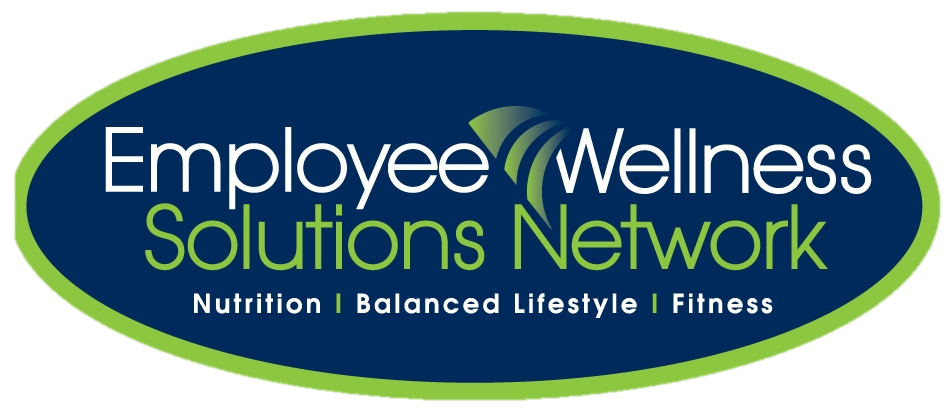 Employee Wellness
Solutions Network
Nutrition | Balanced Lifestyle | Fitness